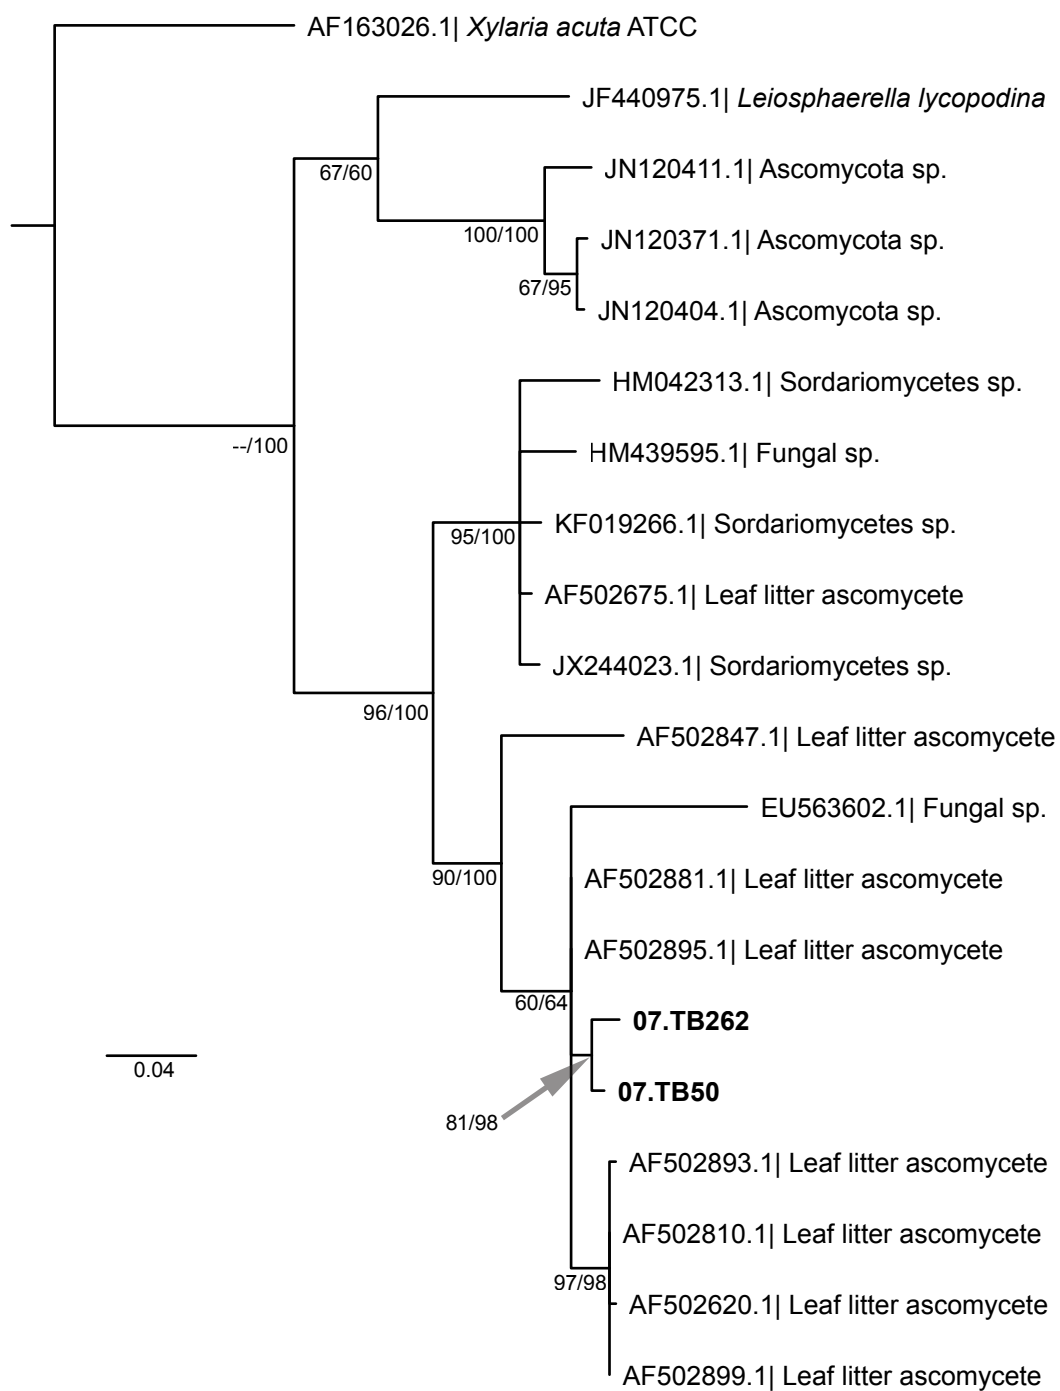 AF163026.1| Xylaria acuta ATCC
JF440975.1| Leiosphaerella lycopodina
67/60
JN120411.1| Ascomycota sp.
100/100
JN120371.1| Ascomycota sp.
67/95
JN120404.1| Ascomycota sp.
HM042313.1| Sordariomycetes sp.
--/100
HM439595.1| Fungal sp.
KF019266.1| Sordariomycetes sp.
95/100
AF502675.1| Leaf litter ascomycete
JX244023.1| Sordariomycetes sp.
96/100
AF502847.1| Leaf litter ascomycete
EU563602.1| Fungal sp.
90/100
AF502881.1| Leaf litter ascomycete
AF502895.1| Leaf litter ascomycete
60/64
07.TB262
0.04
07.TB50
81/98
AF502893.1| Leaf litter ascomycete
AF502810.1| Leaf litter ascomycete
97/98
AF502620.1| Leaf litter ascomycete
AF502899.1| Leaf litter ascomycete